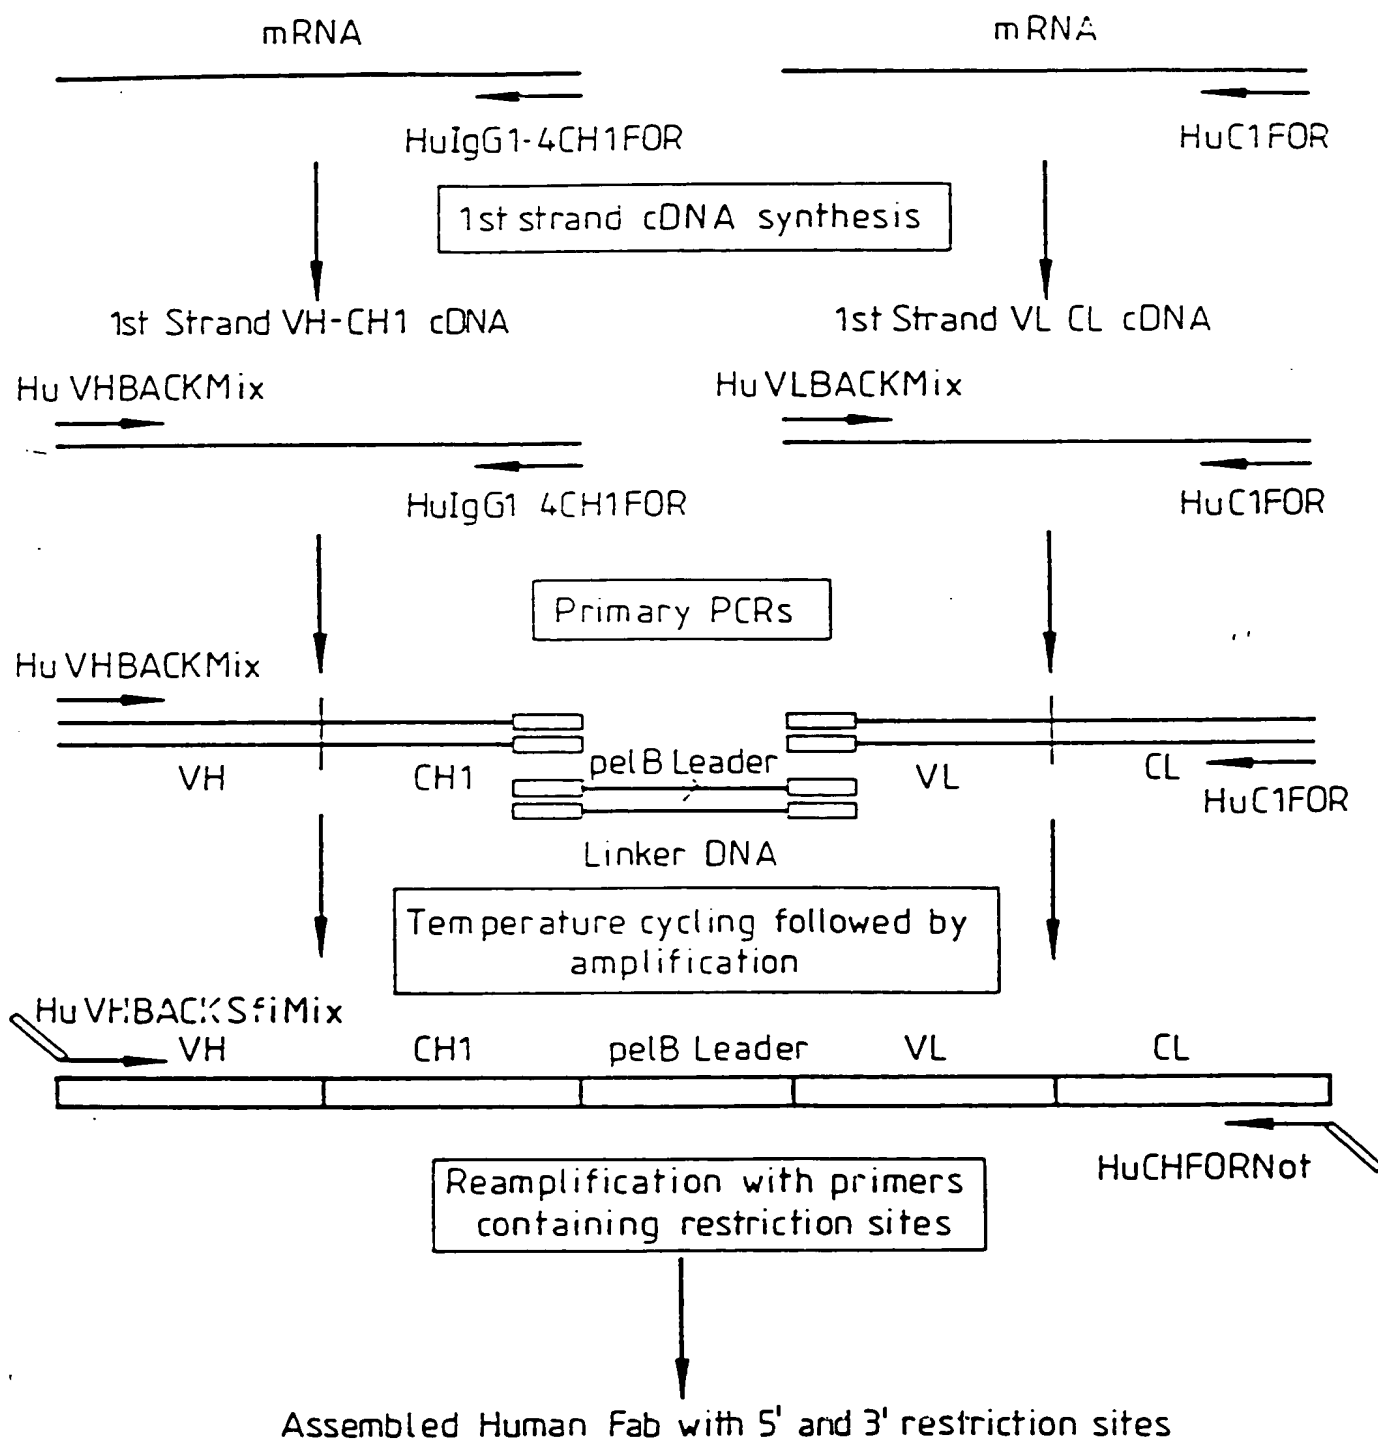 mRNA
mRNA
HuIgG1-4CH1FOR
HuC1FOR
1st strand cDNA synthesis
1st Strand VH-CH1 cDNA
1st Strand VL CL cDNA
Hu VHBACKMix
Hu VLBACKMix
HuIgG1 4CH1FOR
HuC1FOR
Primary PCRs
Hu VHBACKMix
VH
CH1
pelB Leader
VL
CL
HuC1FOR
Linker DNA
Temperature cycling followed by
amplification
Hu VHBACKSfiMix
VH
CH1
pelB Leader
VL
CL
HuCHFORNot
Reamplification with primers
containing restriction sites
Assembled Human Fab with 5' and 3' restriction sites